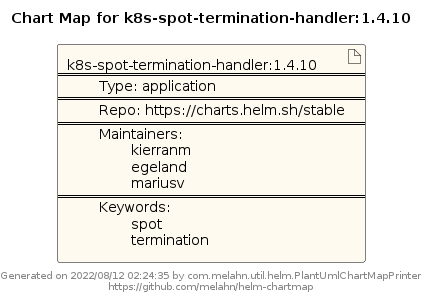 Chart Map for k8s-spot-termination-handler:1.4.10
k8s-spot-termination-handler:1.4.10
Type: application
Repo: https://charts.helm.sh/stable
Maintainers:
kierranm
egeland
mariusv
Keywords:
spot
termination
Generated on 2022/08/12 02:24:35 by com.melahn.util.helm.PlantUmlChartMapPrinter
https://github.com/melahn/helm-chartmap